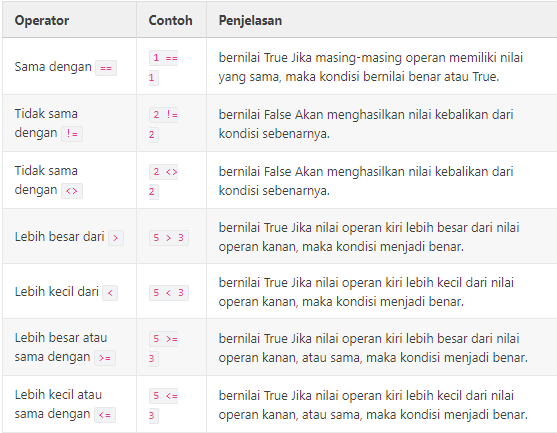 Operator Contoh Penjelasan
Sama dengan == 1 == 1 bernilai True Jika masing-masing operan memiliki nilai yang sama, maka kondisi bernilai benar atau True.
Tidak sama dengan != 2 != 2 bernilai False Akan menghasilkan nilai kebalikan dari kondisi sebenarnya.
Tidak sama dengan <> 2 <> 2 bernilai False Akan menghasilkan nilai kebalikan dari kondisi sebenarnya.
Lebih besar dari > 5 > 3 bernilai True Jika nilai operan kiri lebih besar dari nilai operan kanan, maka kondisi menjadi benar.
Lebih kecil dari < 5 < 3 bernilai True Jika nilai operan kiri lebih kecil dari nilai operan kanan, maka kondisi menjadi benar.
Lebih besar atau sama dengan >= 5 >= 3 bernilai True Jika nilai operan kiri lebih besar dari nilai operan kanan, atau sama, maka kondisi menjadi benar.
Lebih kecil atau sama dengan <= 5 <= 3 bernilai True Jika nilai operan kiri lebih kecil dari nilai operan kanan, atau sama, maka kondisi menjadi benar.